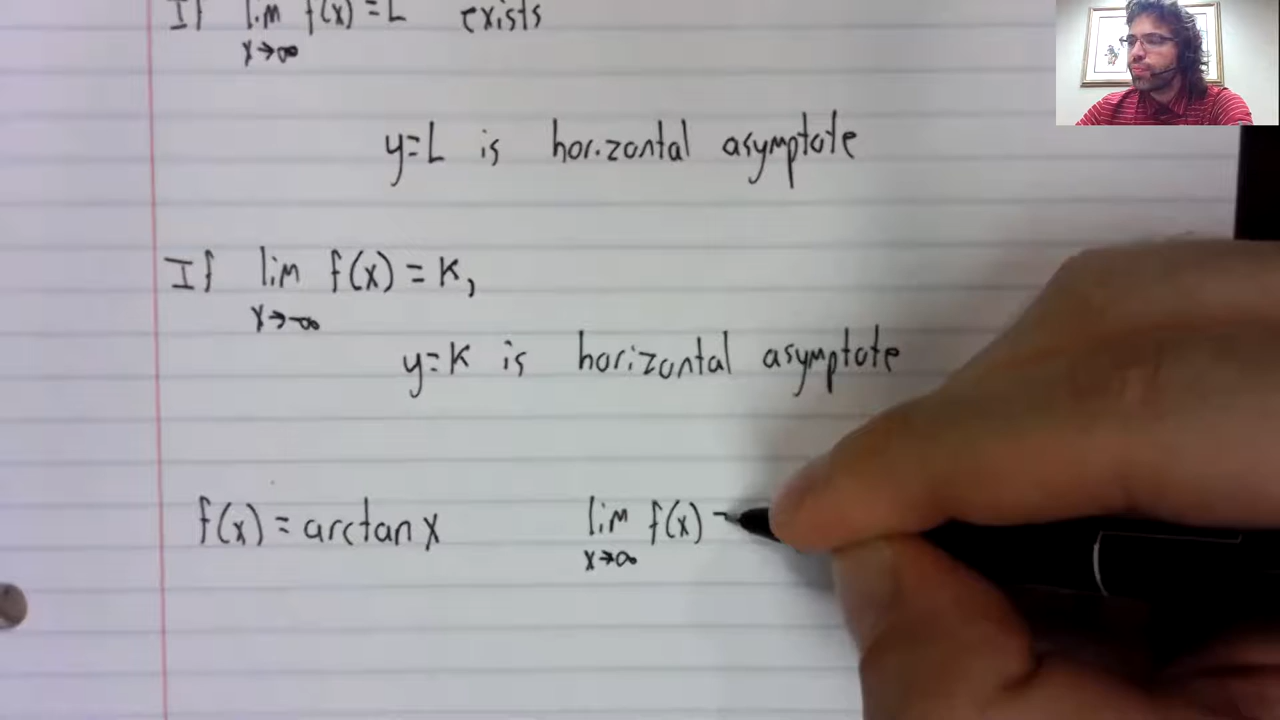 If lim f(x) = L exists
x→∞
y=L is horizontal asymptote
If lim f(x) = K,
x→-∞
y=K is horizontal asymptote
f(x) = arctan x lim f(x) -
x→∞